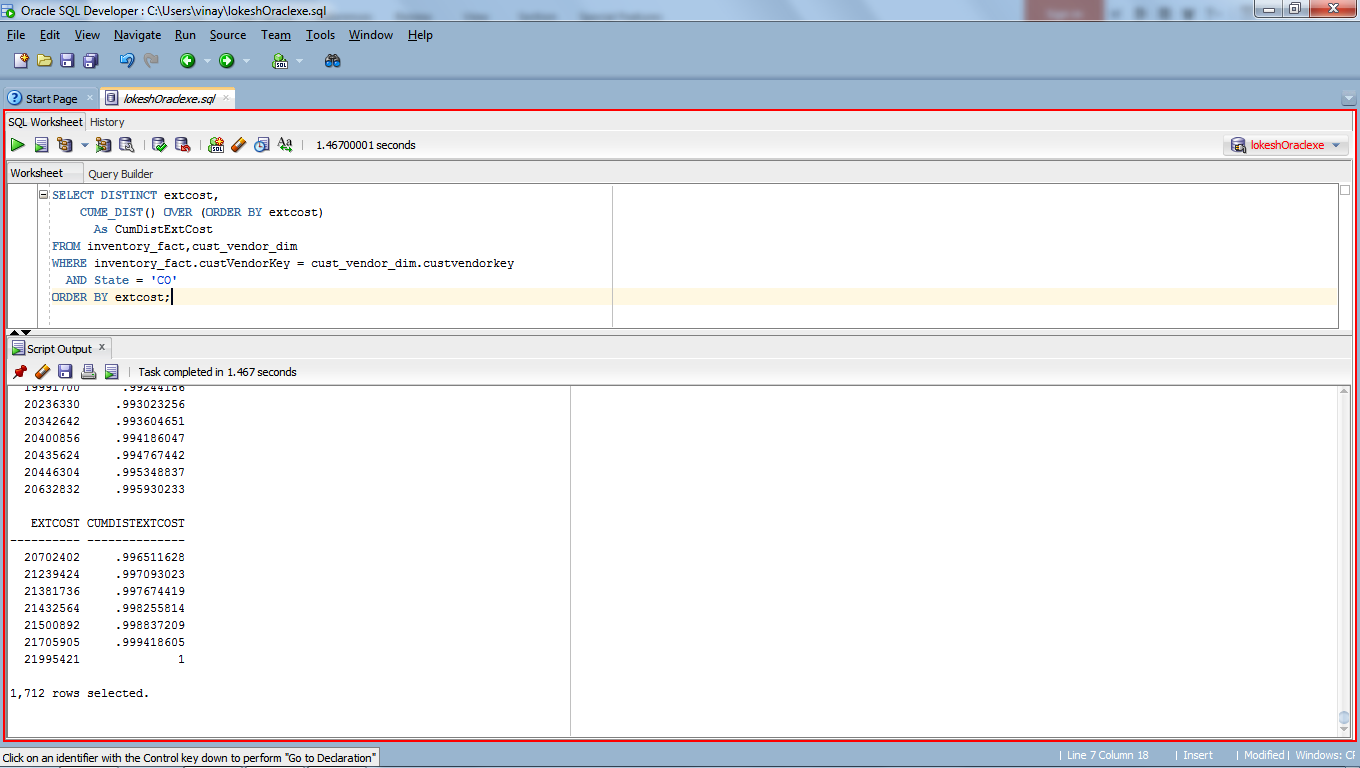 Oracle SQL Developer : C:\Users\vinay\lokeshOraclexe.sql
File Edit View Navigate Run Source Team Tools Window Help
Start Page lokeshOraclexe.sql
SQL Worksheet History
1.46700001 seconds
lokeshOraclexe
Worksheet Query Builder
SELECT DISTINCT extcost,
CUME_DIST() OVER (ORDER BY extcost)
As CumDistExtCost
FROM inventory_fact,cust_vendor_dim
WHERE inventory_fact.custVendorKey = cust_vendor_dim.custvendorkey
AND State = 'CO'
ORDER BY extcost;
Script Output x
Task completed in 1.467 seconds
19991700 .99244186
20236330 .993023256
20342642 .993604651
20400856 .994186047
20435624 .994767442
20446304 .995348837
20632832 .995930233
EXTCOST CUMDISTEXTCOST
---------- --------------
20702402 .996511628
21239424 .997093023
21381736 .997674419
21432564 .998255814
21500892 .998837209
21705905 .999418605
21995421 1
1,712 rows selected.
Click on an identifier with the Control key down to perform "Go to Declaration"
| Line 7 Column 18 | Insert | Modified | Windows: CF